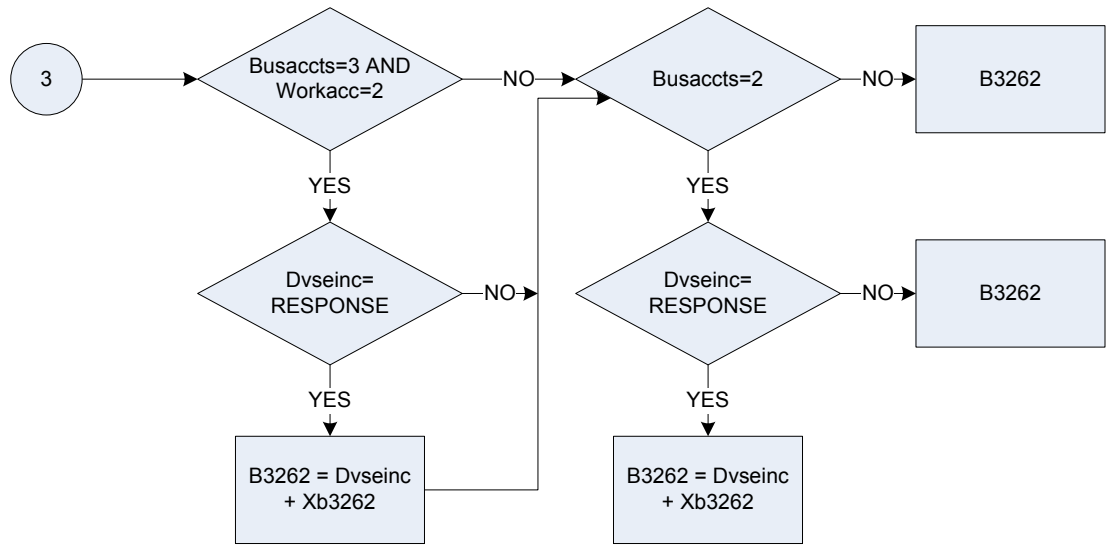 3
Busaccts=3 AND
Workacc=2
NO
Busaccts=2
NO
B3262
YES
YES
Dvseinc=
RESPONSE
NO
Dvseinc=
RESPONSE
NO
B3262
YES
YES
B3262 = Dvseinc
+ Xb3262
B3262 = Dvseinc
+ Xb3262